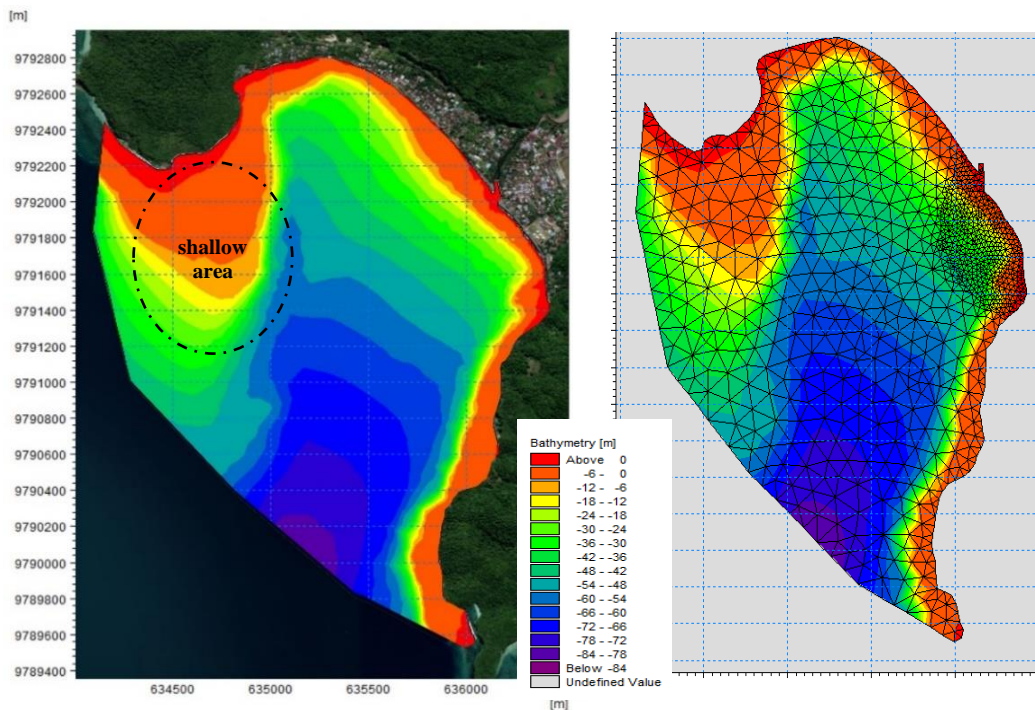 [m]
9792800
9792600
9792400
9792200
9792000
9791800
9791600
9791400
9791200
9791000
9790800
9790600
9790400
9790200
9790000
9789800
9789600
9789400
shallow
area
634500
635000
635500
636000
[m]
Bathymetry [m]
Above 0
-6 - 0
-12 - -6
-18 - -12
-24 - -18
-30 - -24
-36 - -30
-42 - -36
-48 - -42
-54 - -48
-60 - -54
-66 - -60
-72 - -66
-78 - -72
-84 - -78
Below -84
Undefined Value